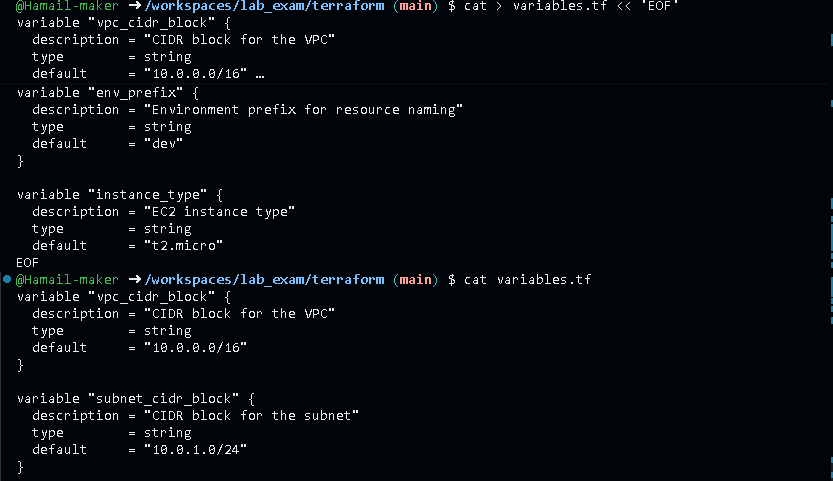 @Hamail-maker ➜/workspaces/lab_exam/terraform (main) $ cat > variables.tf << 'EOF'
variable "vpc_cidr_block" {
  description = "CIDR block for the VPC"
  type        = string
  default     = "10.0.0.0/16" …
variable "env_prefix" {
  description = "Environment prefix for resource naming"
  type        = string
  default     = "dev"
}

variable "instance_type" {
  description = "EC2 instance type"
  type        = string
  default     = "t2.micro"
EOF
@Hamail-maker ➜/workspaces/lab_exam/terraform (main) $ cat variables.tf
variable "vpc_cidr_block" {
  description = "CIDR block for the VPC"
  type        = string
  default     = "10.0.0.0/16"
}

variable "subnet_cidr_block" {
  description = "CIDR block for the subnet"
  type        = string
  default     = "10.0.1.0/24"
}